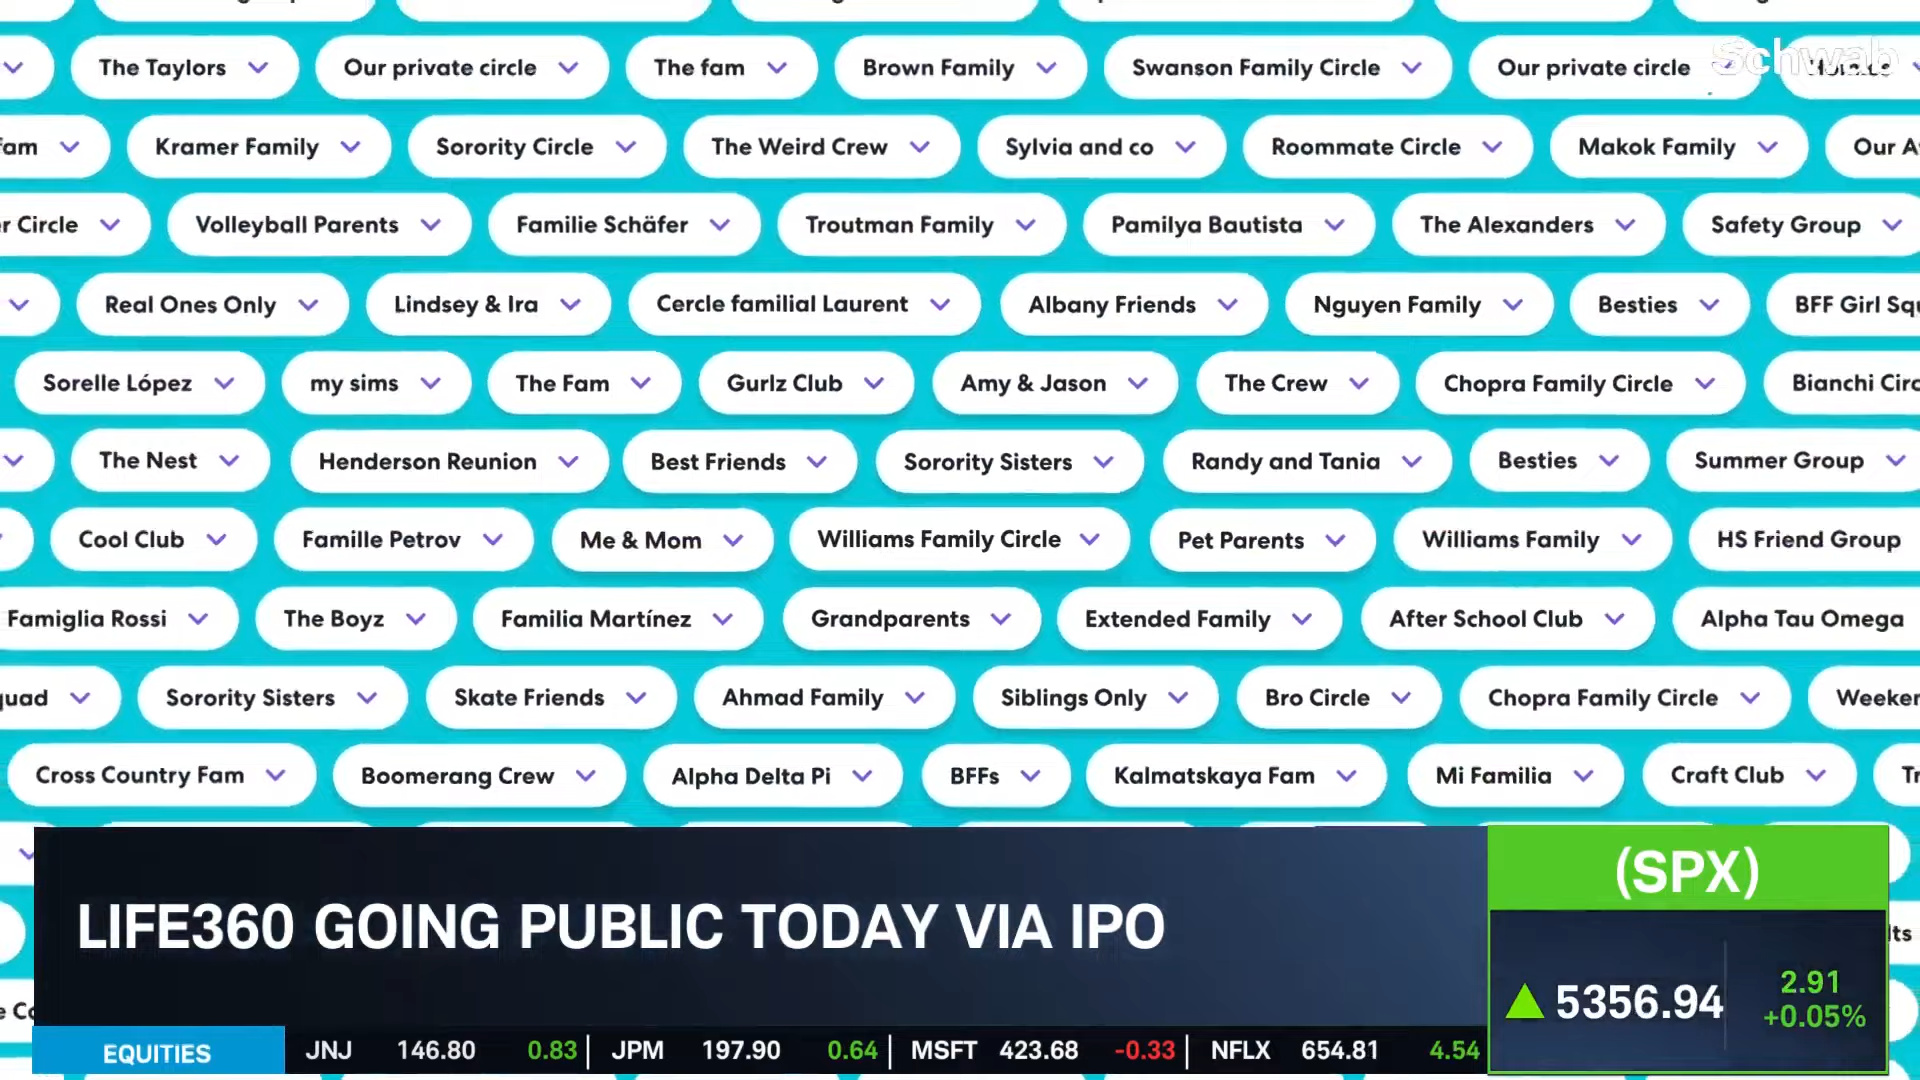 The Taylors Our private circle The fam Brown Family Swanson Family Circle Our private circle Schwab
fam Kramer Family Sorority Circle The Weird Crew Sylvia and co Roommate Circle Makok Family Our A
r Circle Volleyball Parents Familie Schäfer Troutman Family Pamilya Bautista The Alexanders Safety Group
Real Ones Only Lindsey & Ira Cercle familial Laurent Albany Friends Nguyen Family Besties BFF Girl Squ
Sorelle López my sims The Fam Gurlz Club Amy & Jason The Crew Chopra Family Circle Bianchi Circ
The Nest Henderson Reunion Best Friends Sorority Sisters Randy and Tania Besties Summer Group
Cool Club Famille Petrov Me & Mom Williams Family Circle Pet Parents Williams Family HS Friend Group
Famiglia Rossi The Boyz Familia Martínez Grandparents Extended Family After School Club Alpha Tau Omega
quad Sorority Sisters Skate Friends Ahmad Family Siblings Only Bro Circle Chopra Family Circle Weeken
Cross Country Fam Boomerang Crew Alpha Delta Pi BFFs Kalmatskaya Fam Mi Familia Craft Club Tr
(SPX)
LIFE360 GOING PUBLIC TODAY VIA IPO
lts
5356.94 2.91
+0.05%
e Co
EQUITIES JNJ 146.80 0.83 JPM 197.90 0.64 MSFT 423.68 -0.33 NFLX 654.81 4.54